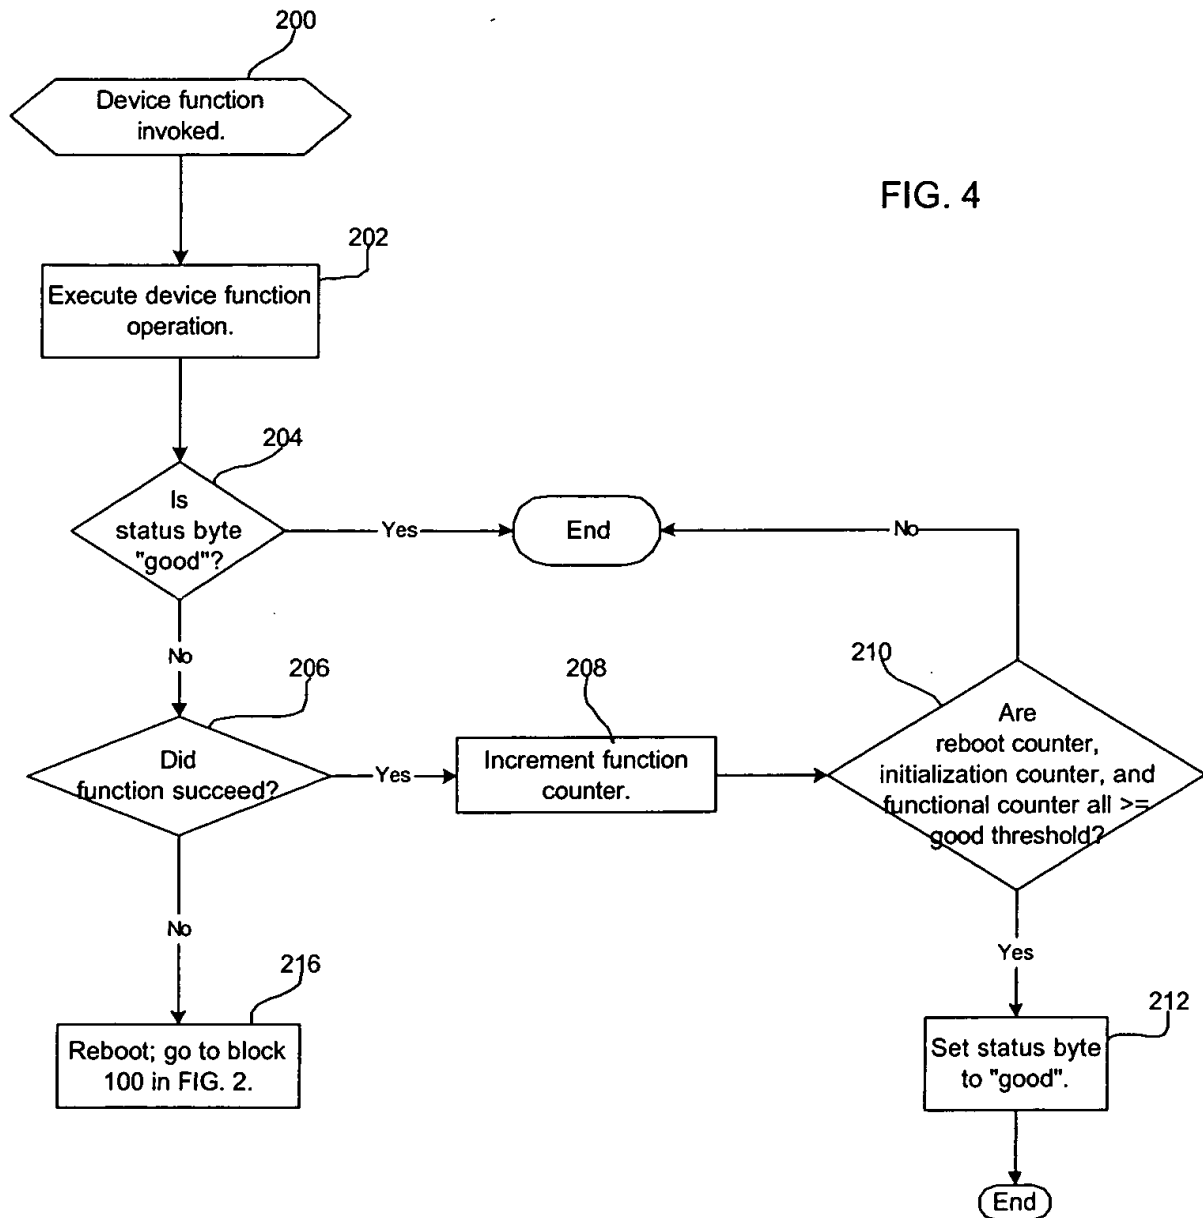 200
Device function
invoked.
FIG. 4
202
Execute device function
operation.
204
Is
status byte
"good"?
Yes
End
No
No
206
208
210
Did
function succeed?
Yes
Increment function
counter.
Are
reboot counter,
initialization counter, and
functional counter all >=
good threshold?
No
Yes
216
212
Reboot; go to block
100 in FIG. 2.
Set status byte
to "good".
End